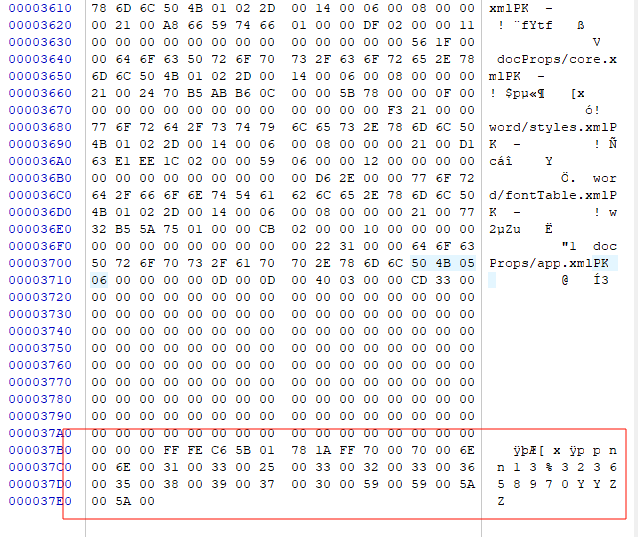 00003610 78 6D 6C 50 4B 01 02 2D 00 14 00 06 00 08 00 00 xmlPK -
00003620 00 21 00 A8 66 59 74 66 01 00 00 DF 02 00 00 11 ! ¨fYtf ß
00003630 00 00 00 00 00 00 00 00 00 00 00 00 00 56 1F 00 V
00003640 00 64 6F 63 50 72 6F 70 73 2F 63 6F 72 65 2E 78 docProps/core.x
00003650 6D 6C 50 4B 01 02 2D 00 14 00 06 00 08 00 00 00 mlPK -
00003660 21 00 24 70 B5 AB B6 0C 00 00 5B 78 00 00 0F 00 ! $pµ«¶ [x
00003670 00 00 00 00 00 00 00 00 00 00 00 00 F3 21 00 00 ó!
00003680 77 6F 72 64 2F 73 74 79 6C 65 73 2E 78 6D 6C 50 word/styles.xmlP
00003690 4B 01 02 2D 00 14 00 06 00 08 00 00 00 21 00 D1 K - ! Ñ
000036A0 63 E1 EE 1C 02 00 00 59 06 00 00 12 00 00 00 00 cáî Y
000036B0 00 00 00 00 00 00 00 00 00 D6 2E 00 00 77 6F 72 Ö. wor
000036C0 64 2F 66 6F 6E 74 54 61 62 6C 65 2E 78 6D 6C 50 d/fontTable.xmlP
000036D0 4B 01 02 2D 00 14 00 06 00 08 00 00 00 21 00 77 K - ! w
000036E0 32 B5 5A 75 01 00 00 CB 02 00 00 10 00 00 00 00 2µZu Ë
000036F0 00 00 00 00 00 00 00 00 00 22 31 00 00 64 6F 63 "1 doc
00003700 50 72 6F 70 73 2F 61 70 70 2E 78 6D 6C 50 4B 05 Props/app.xmlPK
00003710 06 00 00 00 00 0D 00 0D 00 40 03 00 00 CD 33 00 @ Í3
00003720 00 00 00 00 00 00 00 00 00 00 00 00 00 00 00 00
00003730 00 00 00 00 00 00 00 00 00 00 00 00 00 00 00 00
00003740 00 00 00 00 00 00 00 00 00 00 00 00 00 00 00 00
00003750 00 00 00 00 00 00 00 00 00 00 00 00 00 00 00 00
00003760 00 00 00 00 00 00 00 00 00 00 00 00 00 00 00 00
00003770 00 00 00 00 00 00 00 00 00 00 00 00 00 00 00 00
00003780 00 00 00 00 00 00 00 00 00 00 00 00 00 00 00 00
00003790 00 00 00 00 00 00 00 00 00 00 00 00 00 00 00 00
000037A0 00 00 00 00 00 00 00 00 00 00 00 00 00 00 00 00
000037B0 00 00 00 FF FE C6 5B 01 78 1A FF 70 00 70 00 6E ÿþÆ[ x ÿp p n
000037C0 00 6E 00 31 00 33 00 25 00 33 00 32 00 33 00 36 n 1 3 % 3 2 3 6
000037D0 00 35 00 38 00 39 00 37 00 30 00 59 00 59 00 5A 5 8 9 7 0 Y Y Z
000037E0 00 5A 00 Z